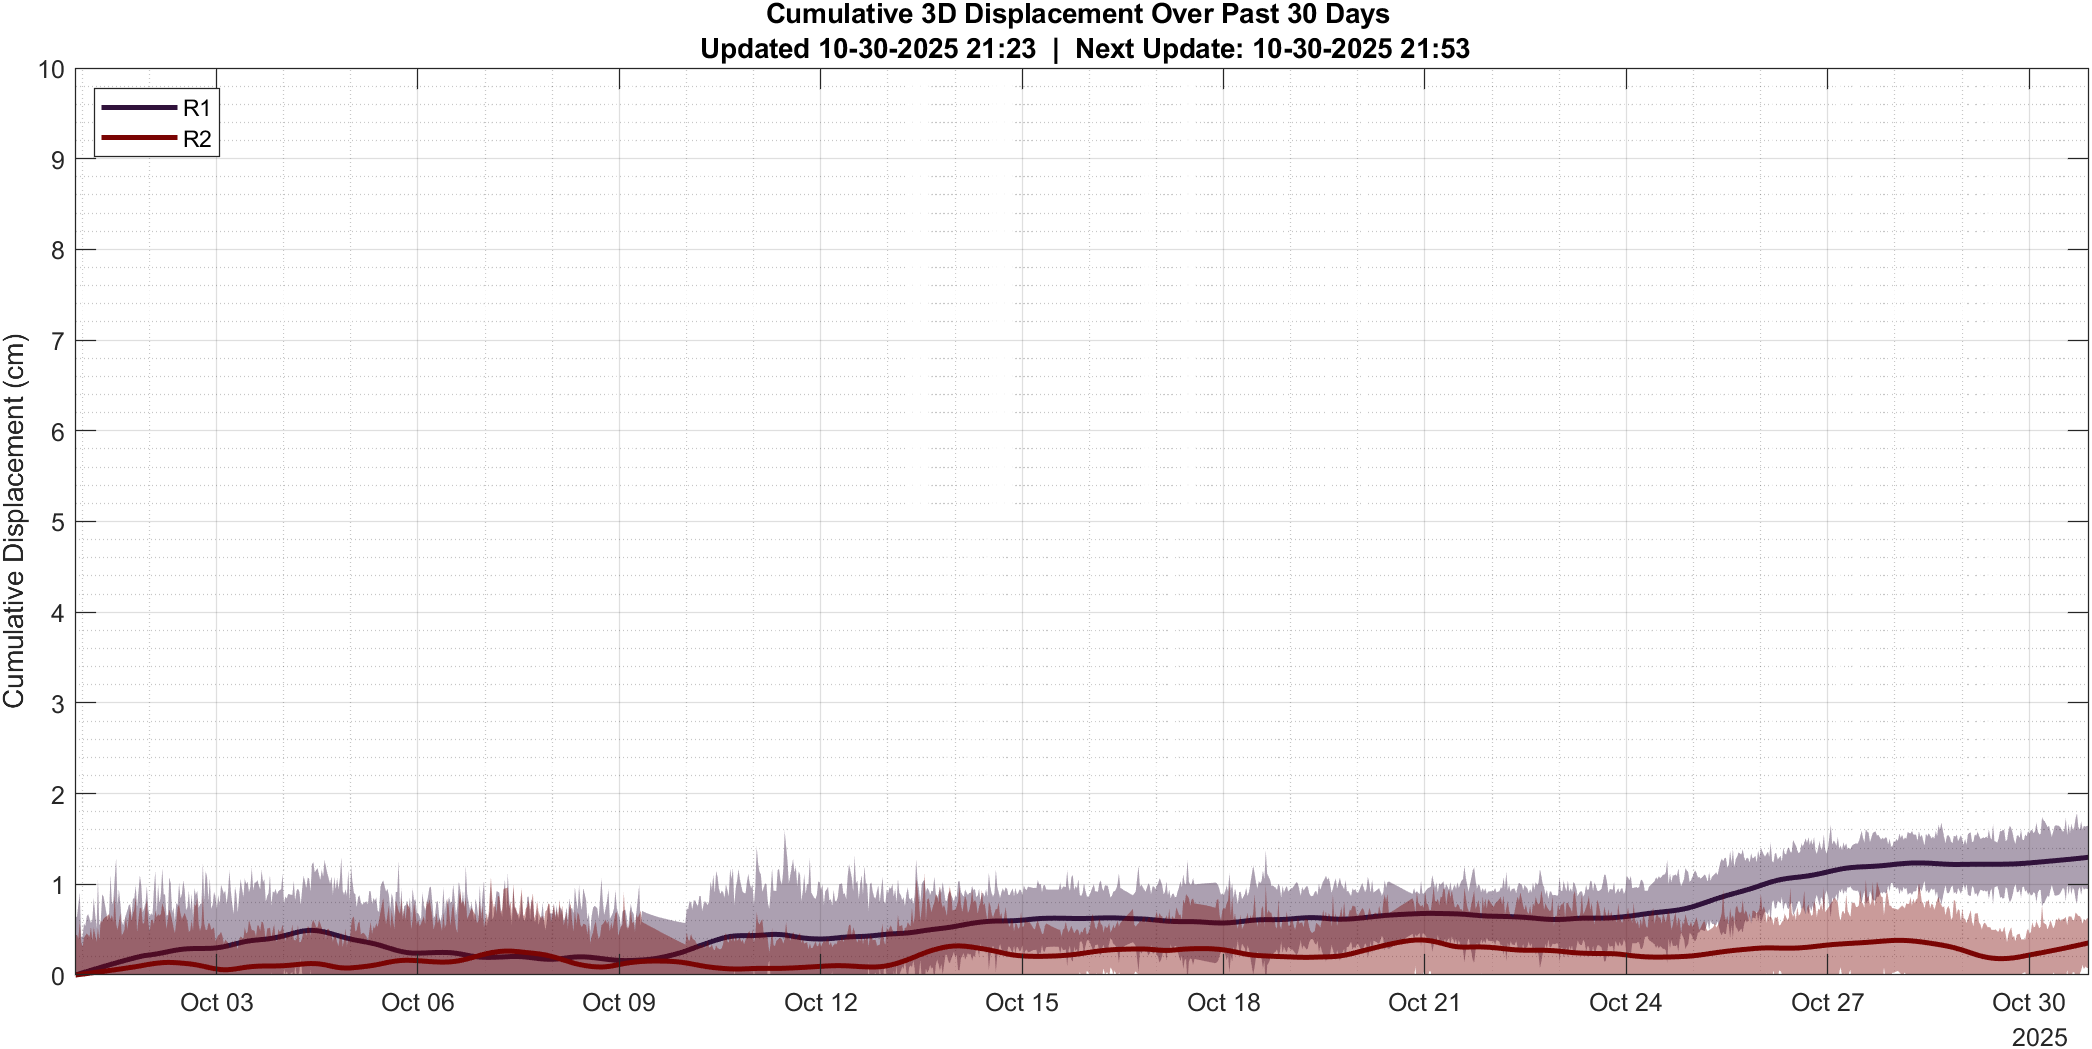 Cumulative 3D Displacement Over Past 30 Days
Updated 10-30-2025 21:23 | Next Update: 10-30-2025 21:53
R1
R2
Cumulative Displacement (cm)
10
9
8
7
6
5
4
3
2
1
0
Oct 03 Oct 06 Oct 09 Oct 12 Oct 15 Oct 18 Oct 21 Oct 24 Oct 27 Oct 30
2025